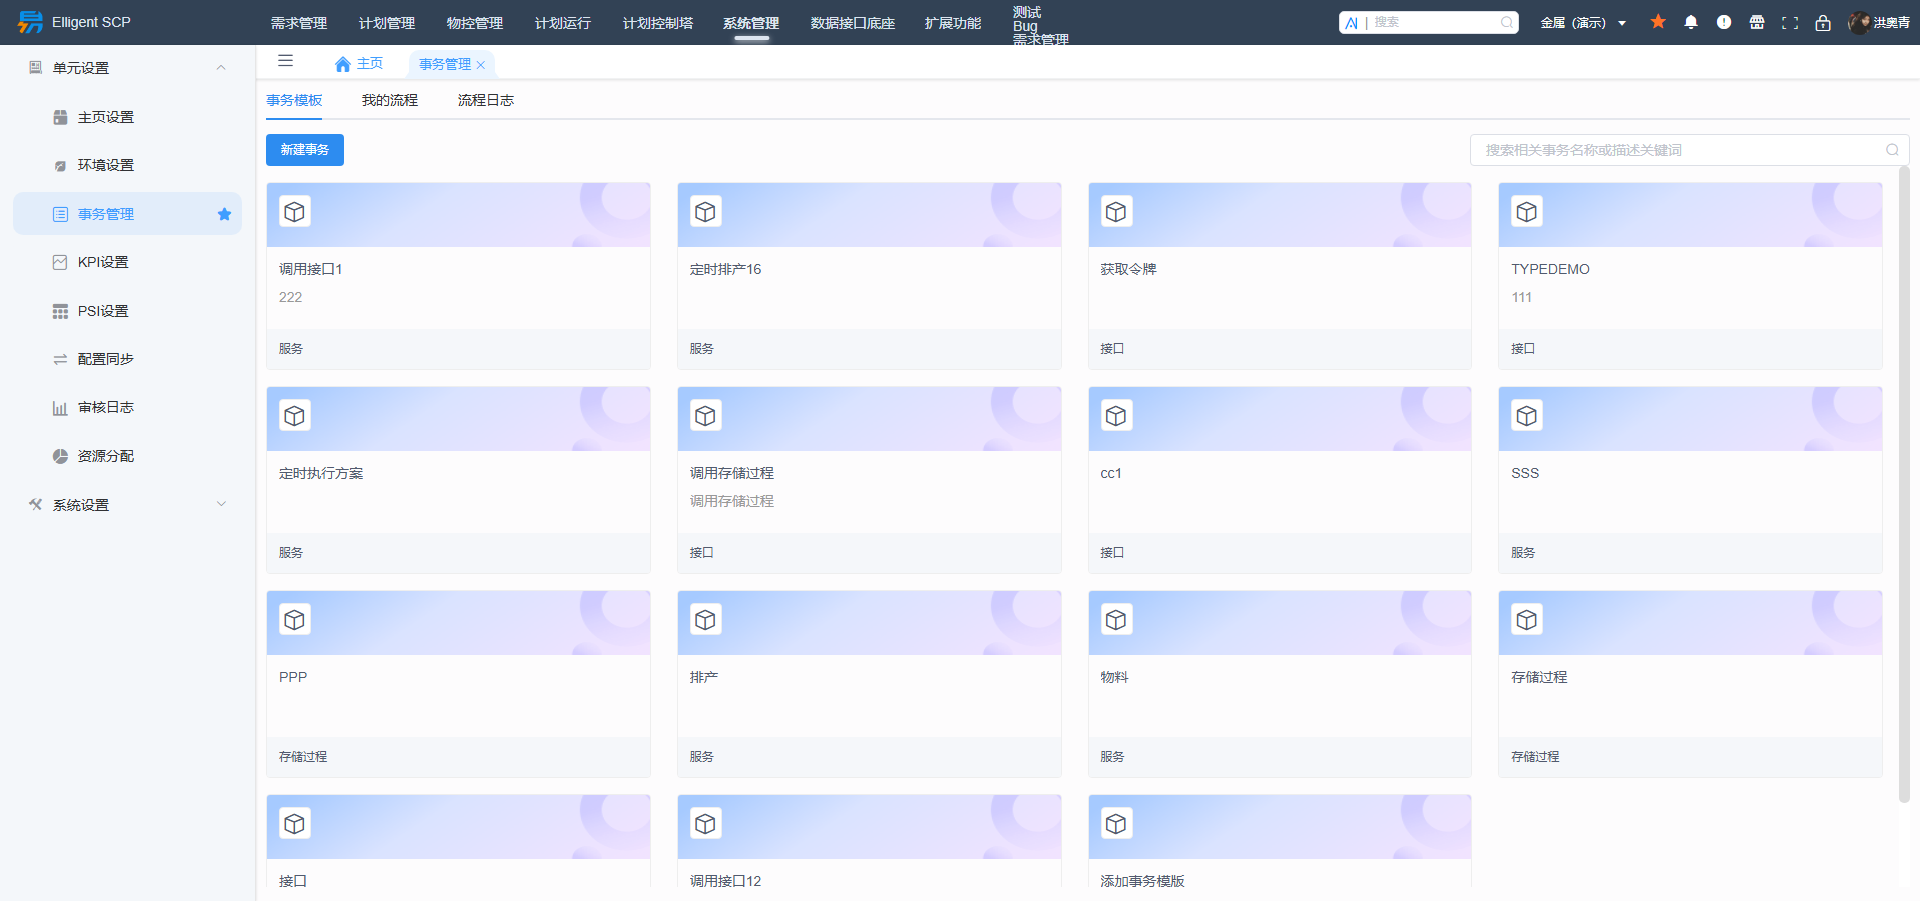 Elligent SCP
需求管理
计划管理
物控管理
计划运行
计划控制塔
系统管理
数据接口底座
扩展功能
测试
Bug
需求管理
AI | 搜索
金属（演示）
洪奥青
单元设置
主页设置
环境设置
事务管理
KPI设置
PSI设置
配置同步
审核日志
资源分配
系统设置
主页
事务管理
事务模板
我的流程
流程日志
新建事务
搜索相关事务名称或描述关键词
调用接口1
222
服务
定时排产16
服务
获取令牌
接口
TYPEDEMO
111
接口
定时执行方案
服务
调用存储过程
调用存储过程
接口
cc1
接口
SSS
服务
PPP
存储过程
排产
服务
物料
服务
存储过程
存储过程
接口
调用接口12
添加事务模版